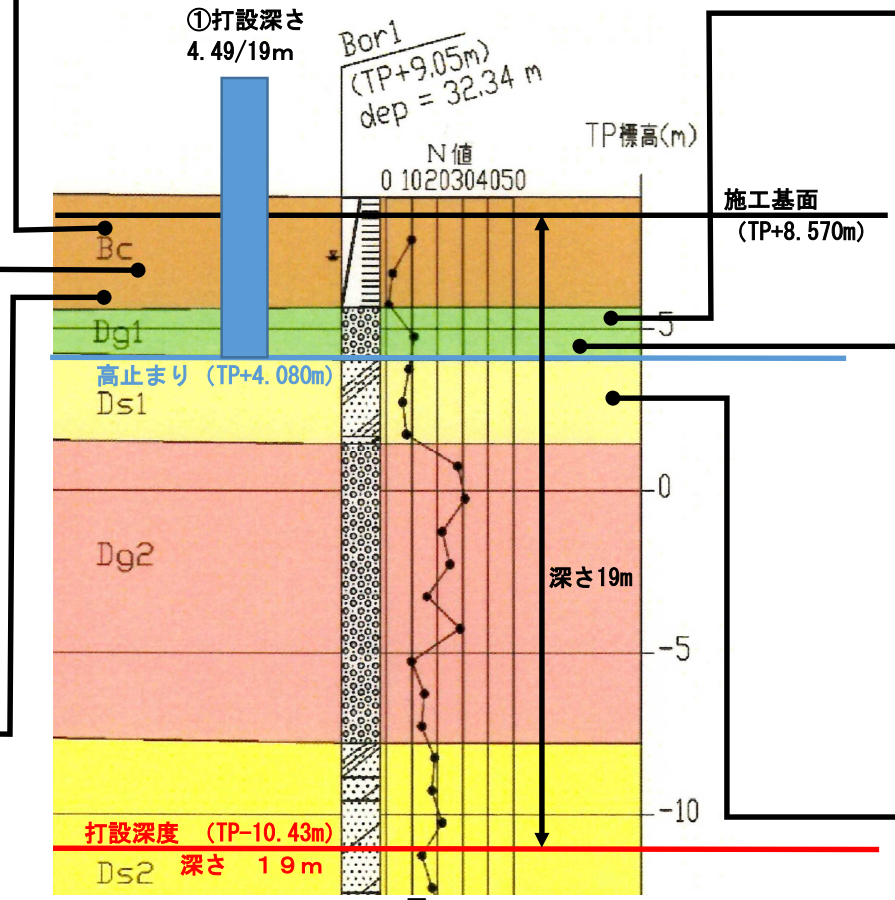 ①打設深さ
4.49/19m
Bor1
(TP+9.05m)
dep = 32.34 m
TP標高(m)
N値
0 1020304050
施工基面
(TP+8.570m)
Bc
Dg1
5
高止まり (TP+4.080m)
Ds1
0
Dg2
深さ19m
-5
-10
打設深度 (TP-10.43m)
深さ 19m
Ds2